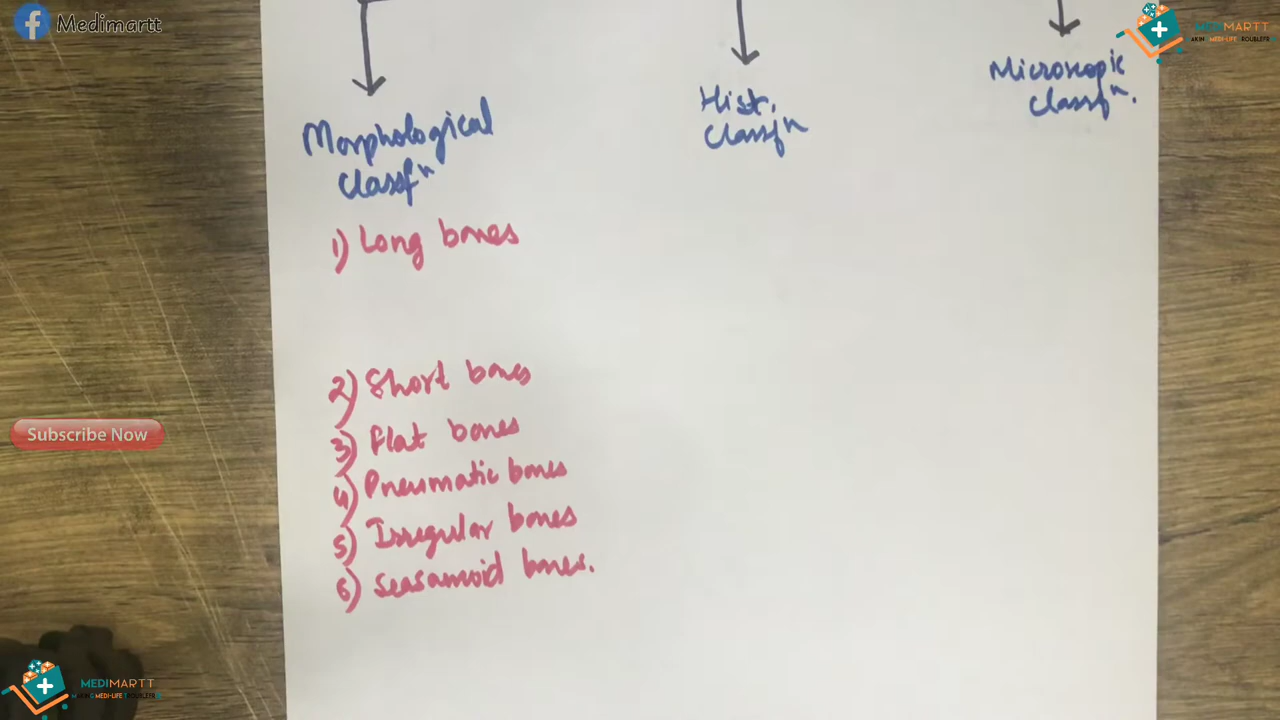 Medimartt
MEDIMARTT
Morphological
Classfⁿ
Hist.
Classfⁿ
Microscopic
Classfⁿ.
1) Long bones
2) Short bones
3) Flat bones
4) Pneumatic bones
5) Irregular bones
6) Seasamoid bones.
Subscribe Now
MEDIMARTT